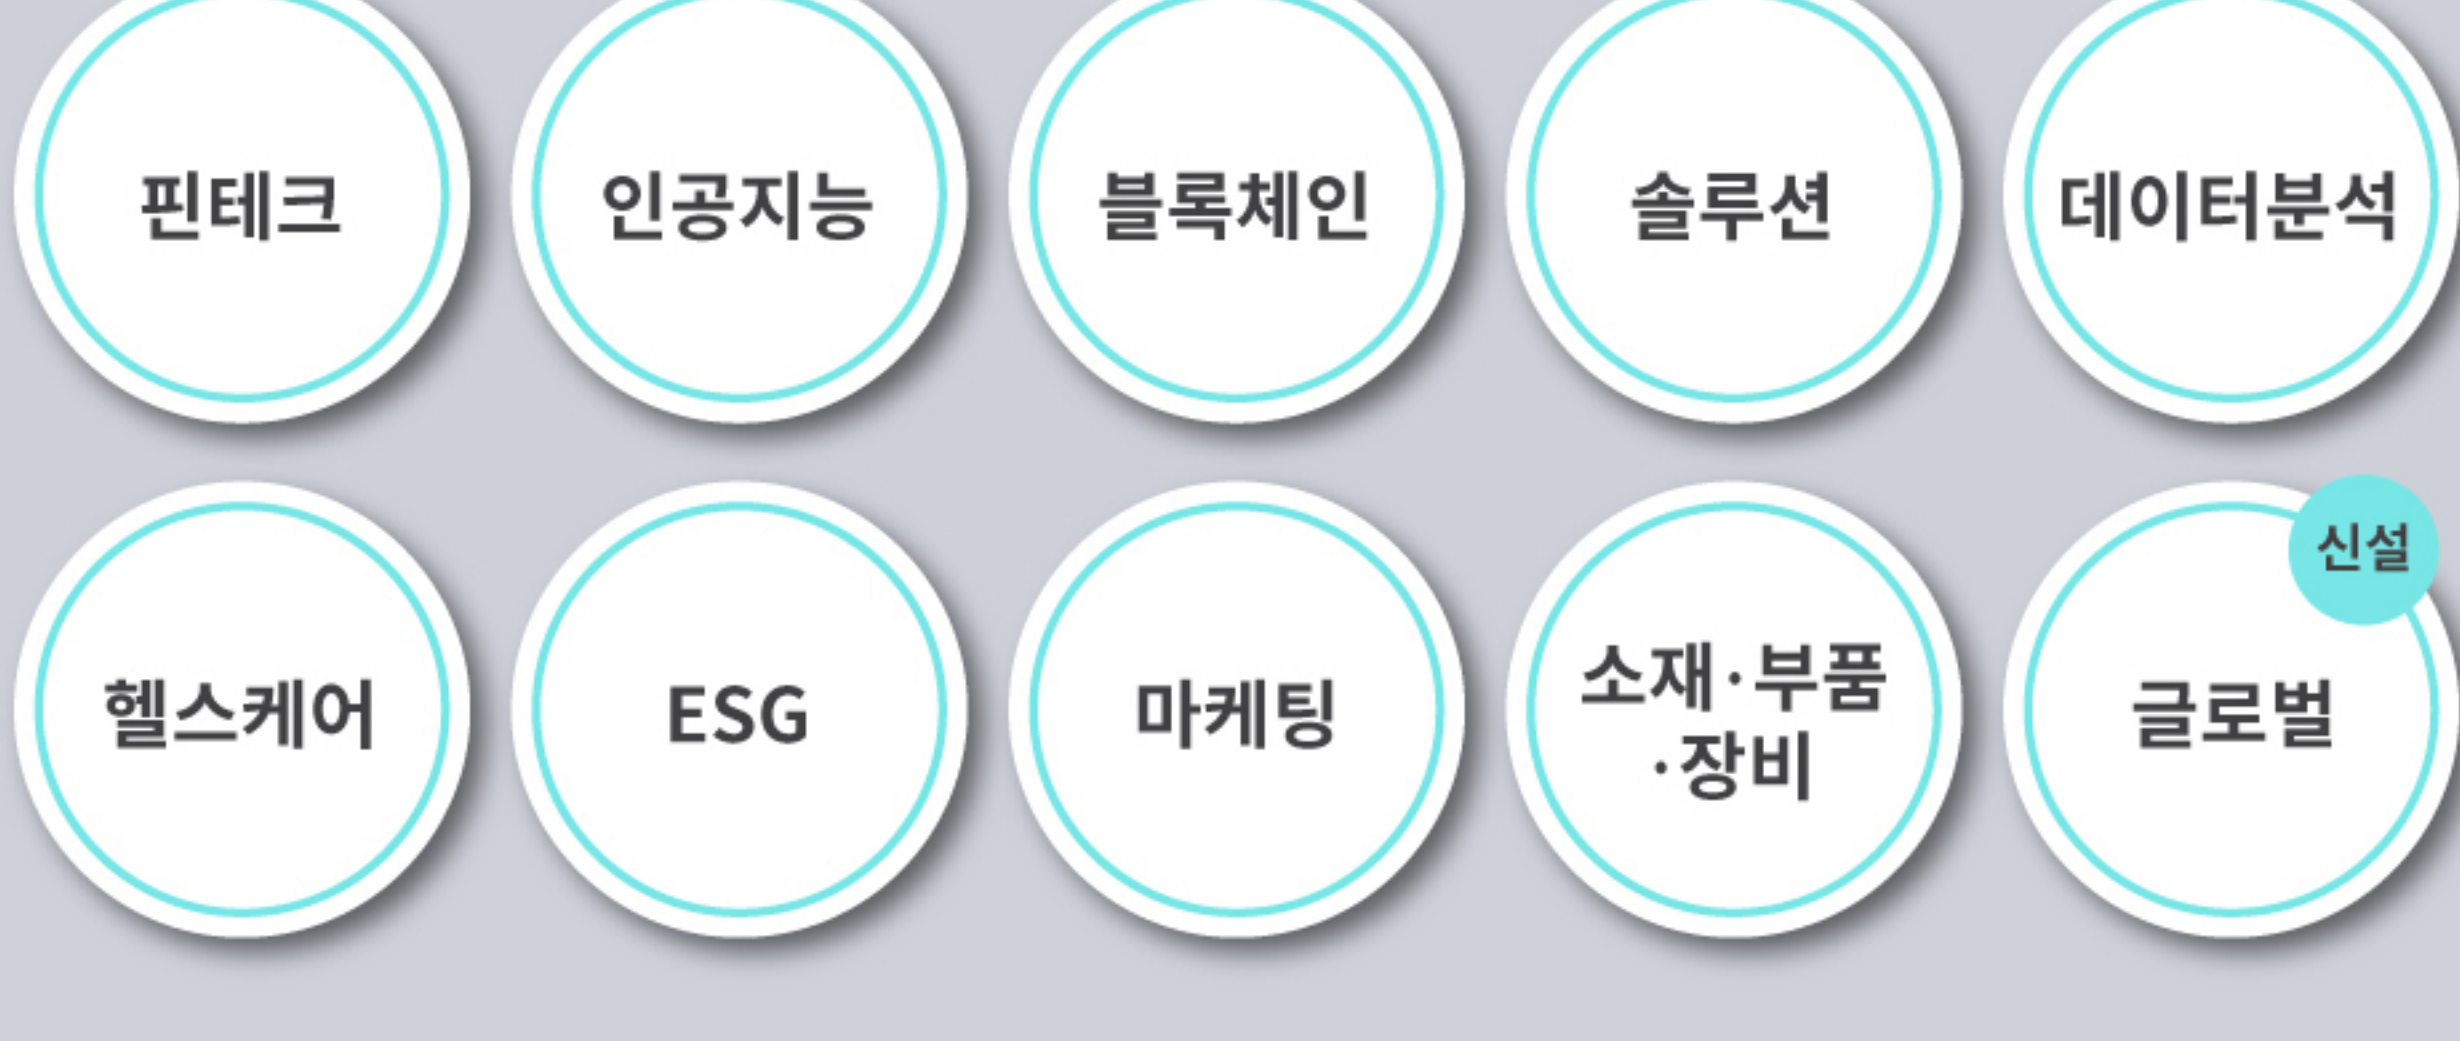 핀테크
인공지능
블록체인
솔루션
데이터분석
헬스케어
ESG
마케팅
소재·부품
·장비
신설
글로벌